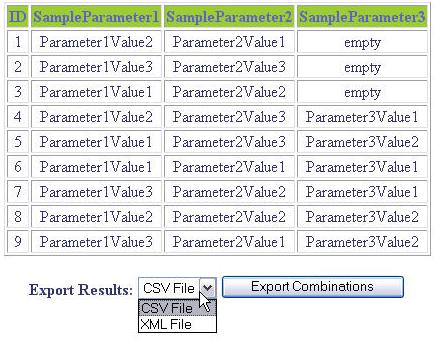 ID SampleParameter1 SampleParameter2 SampleParameter3
1 Parameter1Value2 Parameter2Value1 empty
2 Parameter1Value3 Parameter2Value3 empty
3 Parameter1Value1 Parameter2Value2 empty
4 Parameter1Value2 Parameter2Value3 Parameter3Value1
5 Parameter1Value1 Parameter2Value3 Parameter3Value2
6 Parameter1Value1 Parameter2Value1 Parameter3Value1
7 Parameter1Value3 Parameter2Value2 Parameter3Value1
8 Parameter1Value2 Parameter2Value2 Parameter3Value2
9 Parameter1Value3 Parameter2Value1 Parameter3Value2
Export Results: CSV File Export Combinations
CSV File
XML File